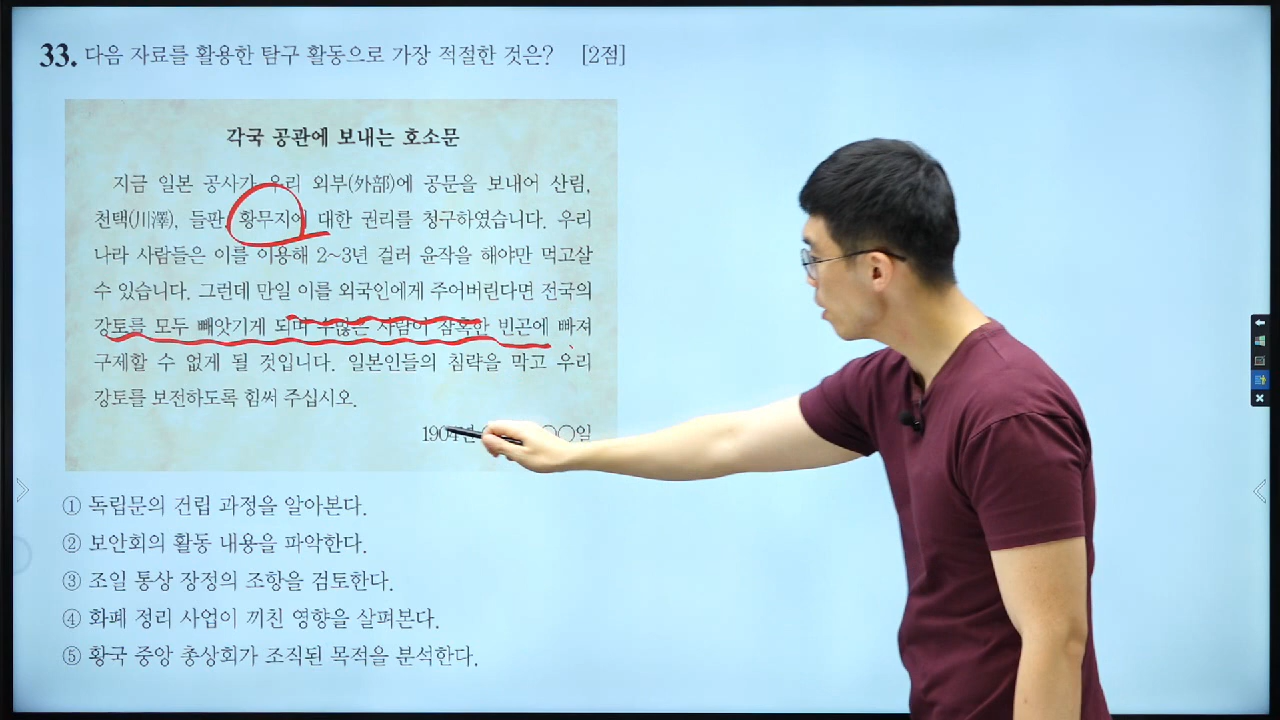 33. 다음 자료를 활용한 탐구 활동으로 가장 적절한 것은? [2점]
각국 공관에 보내는 호소문
지금 일본 공사가 우리 외부(外部)에 공문을 보내어 산림,
천택(川澤), 들판, 황무지에 대한 권리를 청구하였습니다. 우리
나라 사람들은 이를 이용해 2~3년 걸러 윤작을 해야만 먹고살
수 있습니다. 그런데 만일 이를 외국인에게 주어버린다면 전국의
강토를 모두 빼앗기게 되며 수많은 사람이 참혹한 빈곤에 빠져
구제할 수 없게 될 것입니다. 일본인들의 침략을 막고 우리
강토를 보전하도록 힘써 주십시오.
1904년 ○○일
① 독립문의 건립 과정을 알아본다.
② 보안회의 활동 내용을 파악한다.
③ 조일 통상 장정의 조항을 검토한다.
④ 화폐 정리 사업이 끼친 영향을 살펴본다.
⑤ 황국 중앙 총상회가 조직된 목적을 분석한다.